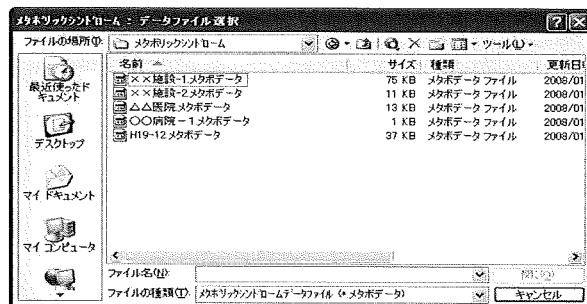 メタボリックシンドローム : データファイル選択
ファイルの場所(I): メタボリックシンドローム ツール(L)
名前 サイズ 種類 更新日
××施設-1.メタボデータ 75 KB メタボデータ ファイル 2008/01
××施設-2.メタボデータ 11 KB メタボデータ ファイル 2008/01
△△医院.メタボデータ 13 KB メタボデータ ファイル 2008/01
〇〇病院-1.メタボデータ 1 KB メタボデータ ファイル 2008/01
H19-12.メタボデータ 37 KB メタボデータ ファイル 2008/01
最近使ったド
キュメント
デスクトップ
マイ ドキュメント
マイ コンピュータ
ファイル名(N): 開く(O)
ファイルの種類(T): メタボリックシンドロームデータファイル (*.メタボデータ) キャンセル